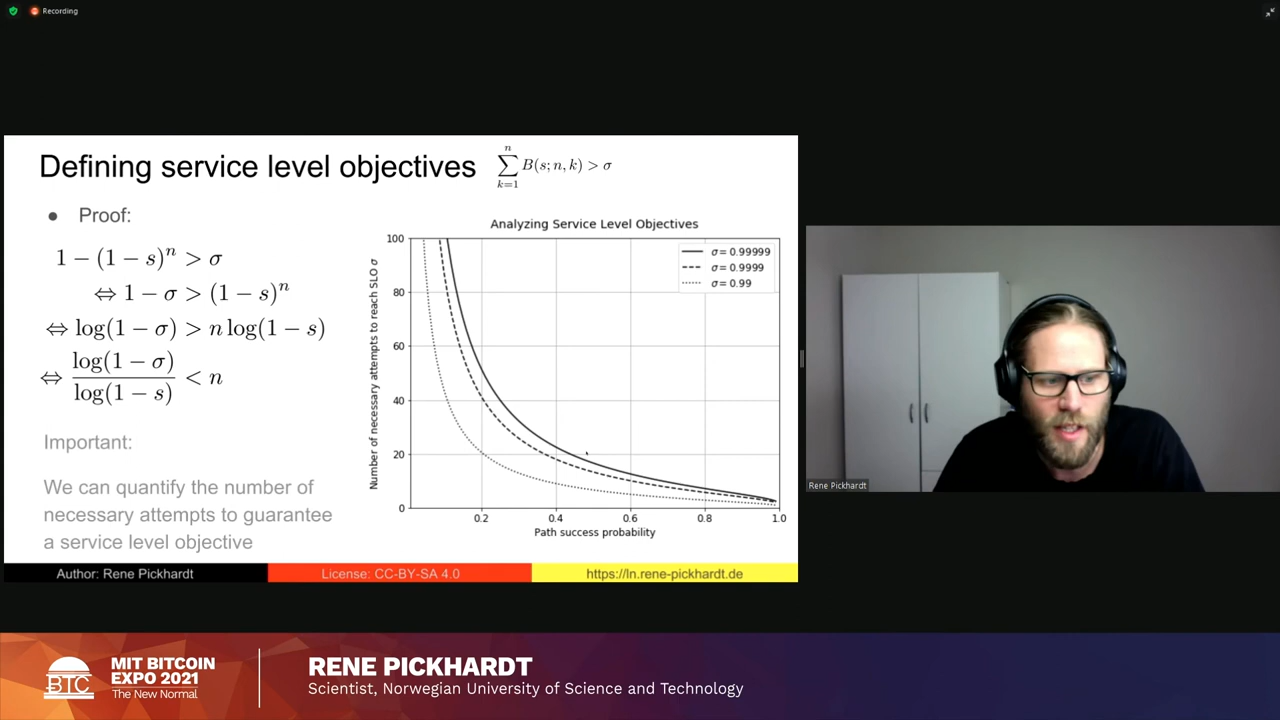 Recording
Defining service level objectives
n
∑ B(s; n, k) > σ
k=1
● Proof:
1 − (1 − s)^n > σ
⇔ 1 − σ > (1 − s)^n
⇔ log(1 − σ) > n log(1 − s)
⇔ log(1 − σ) / log(1 − s) < n
Important:
We can quantify the number of
necessary attempts to guarantee
a service level objective
Analyzing Service Level Objectives
Number of necessary attempts to reach SLO σ
100
80
60
40
20
0
σ = 0.99999
σ = 0.9999
σ = 0.99
0.2 0.4 0.6 0.8 1.0
Path success probability
Author: Rene Pickhardt
License: CC-BY-SA 4.0
https://ln.rene-pickhardt.de
Rene Pickhardt
BTC
MIT BITCOIN
EXPO 2021
The New Normal
RENE PICKHARDT
Scientist, Norwegian University of Science and Technology